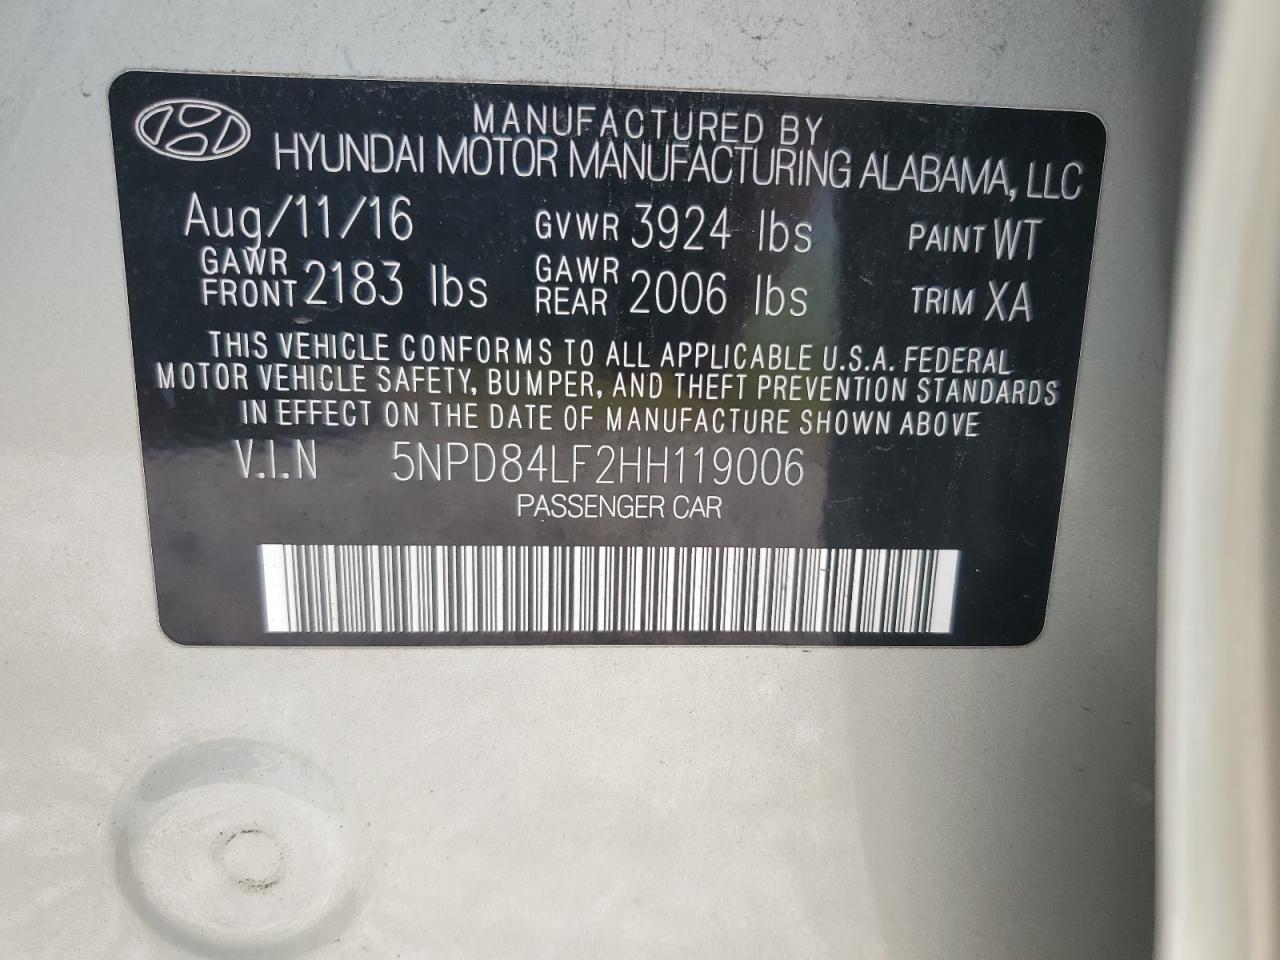 MANUFACTURED BY
HYUNDAI MOTOR MANUFACTURING ALABAMA, LLC
Aug/11/16 GVWR 3924 lbs PAINT WT
GAWR FRONT 2183 lbs GAWR REAR 2006 lbs TRIM XA
THIS VEHICLE CONFORMS TO ALL APPLICABLE U.S.A. FEDERAL
MOTOR VEHICLE SAFETY, BUMPER, AND THEFT PREVENTION STANDARDS
IN EFFECT ON THE DATE OF MANUFACTURE SHOWN ABOVE
V.I.N 5NPD84LF2HH119006
PASSENGER CAR